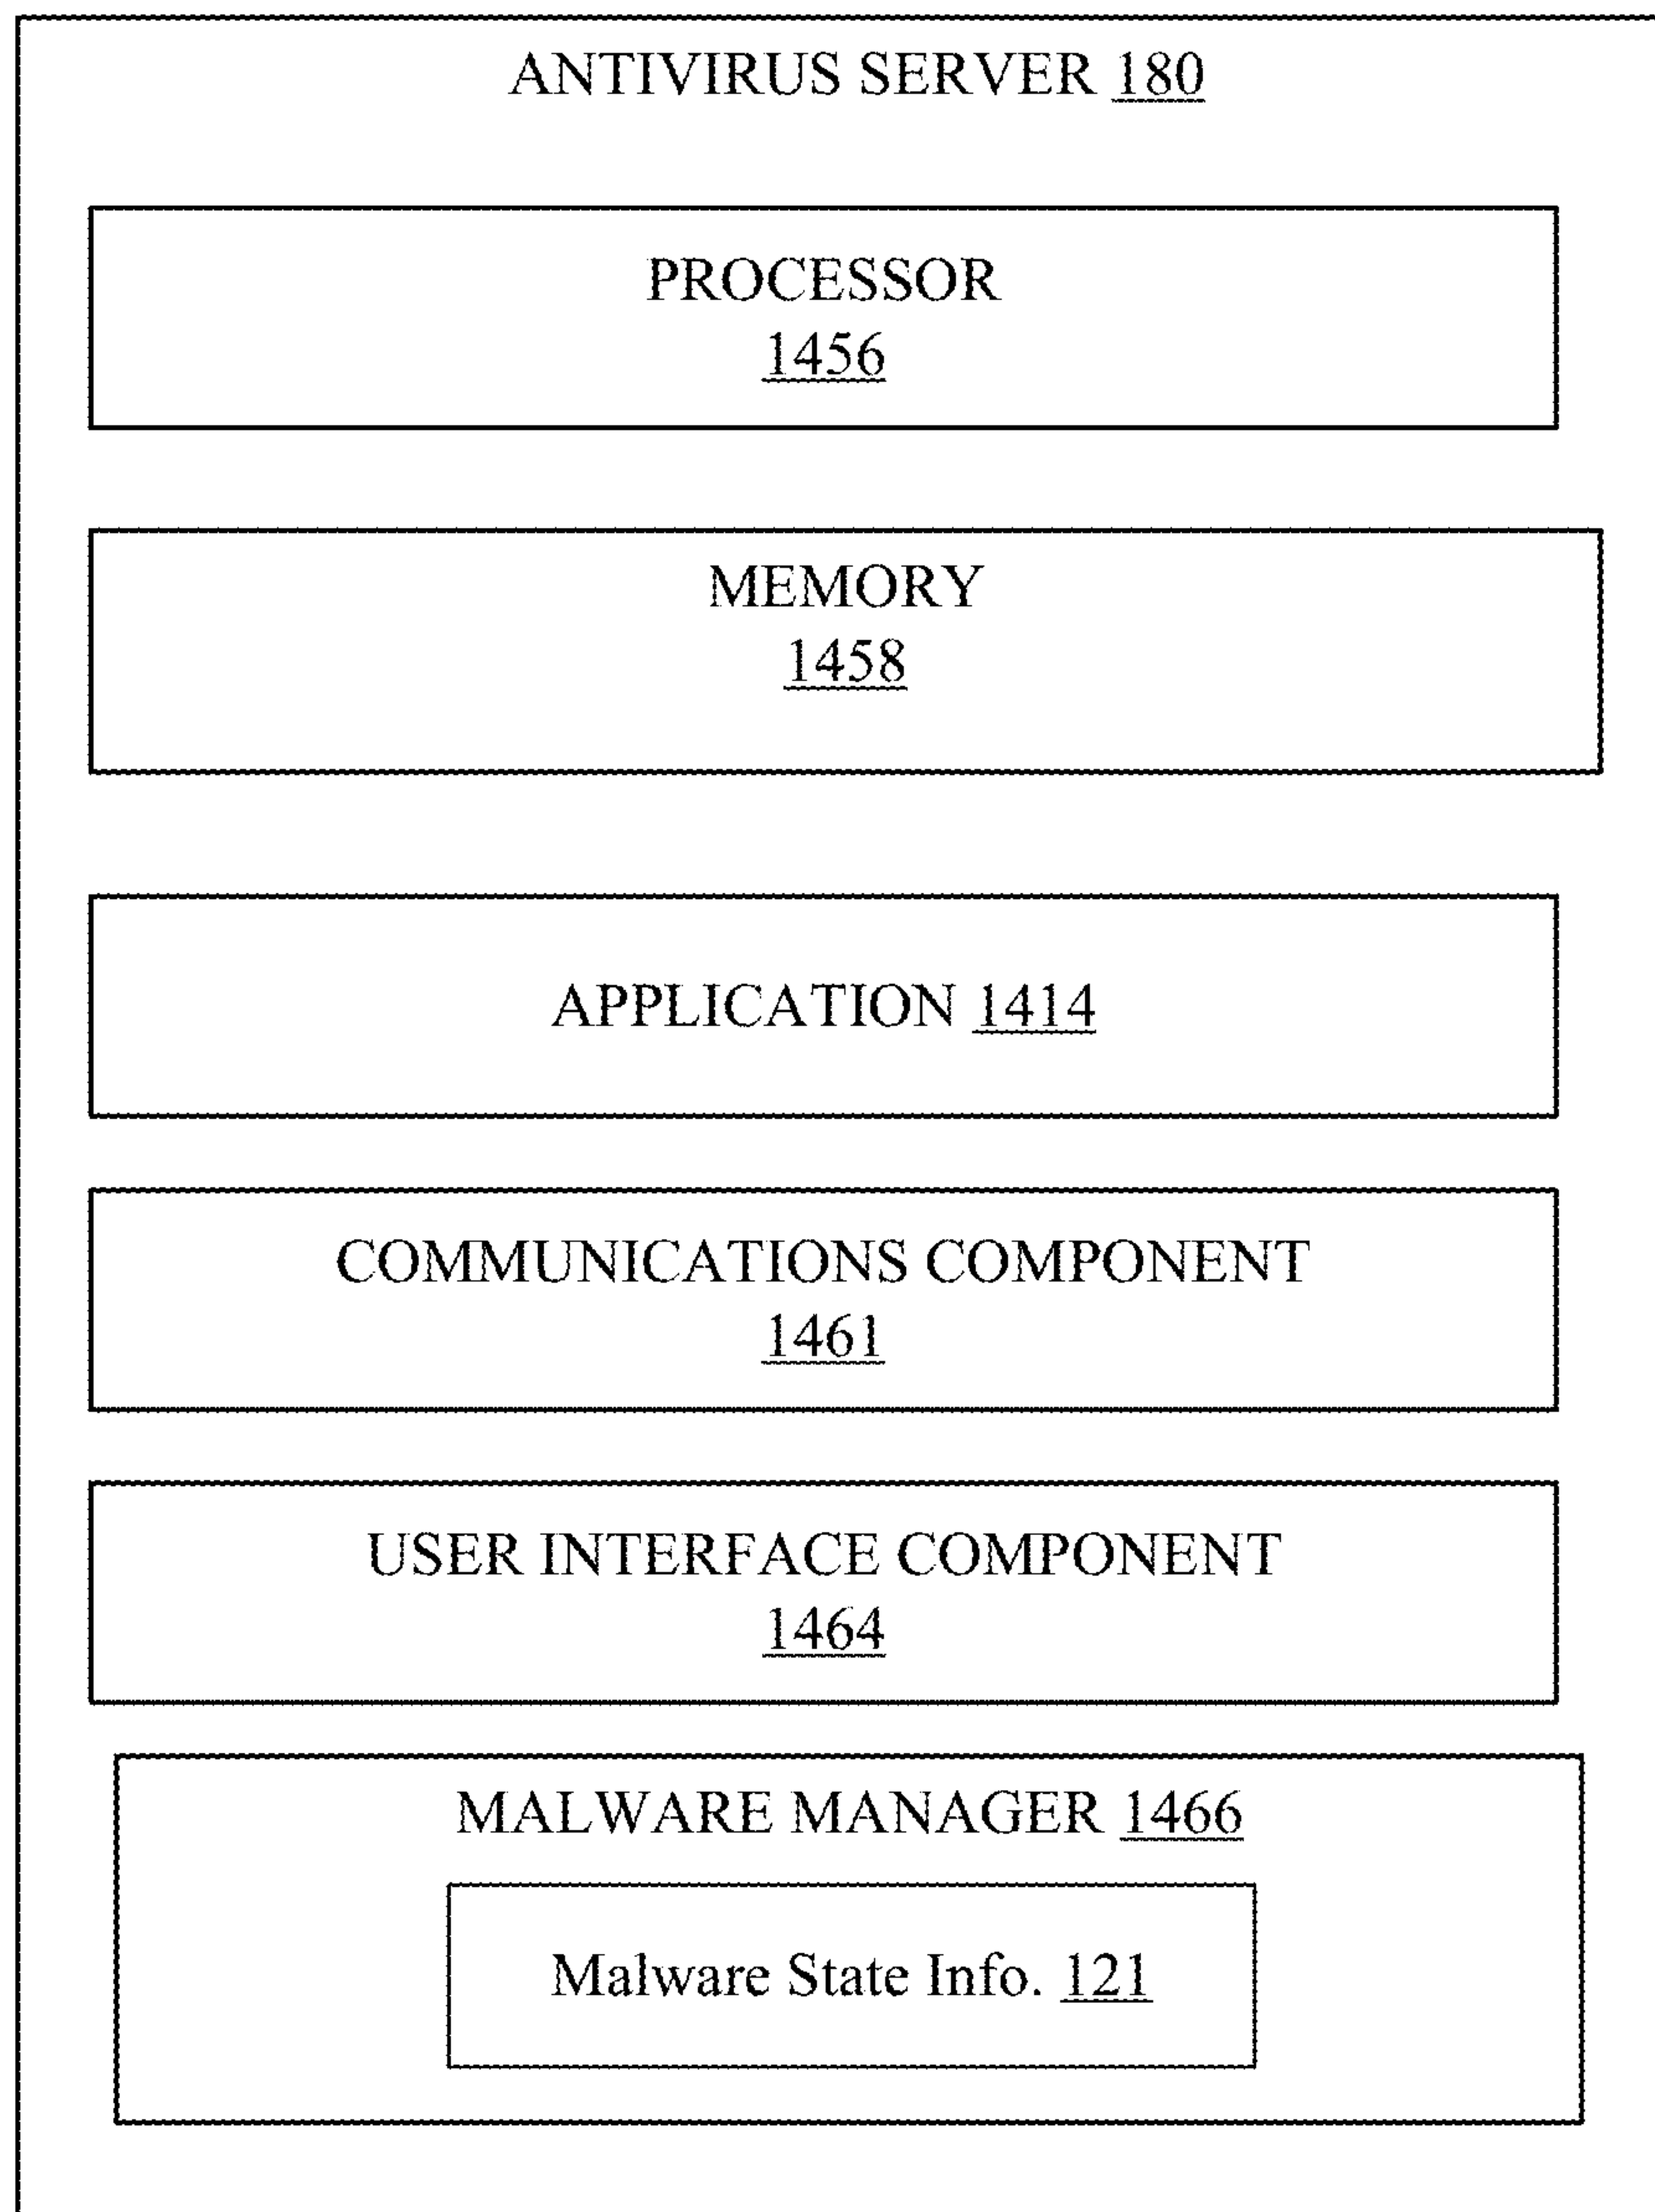 ANTIVIRUS SERVER 180
PROCESSOR
1456
MEMORY
1458
APPLICATION 1414
COMMUNICATIONS COMPONENT
1461
USER INTERFACE COMPONENT
1464
MALWARE MANAGER 1466
Malware State Info. 121